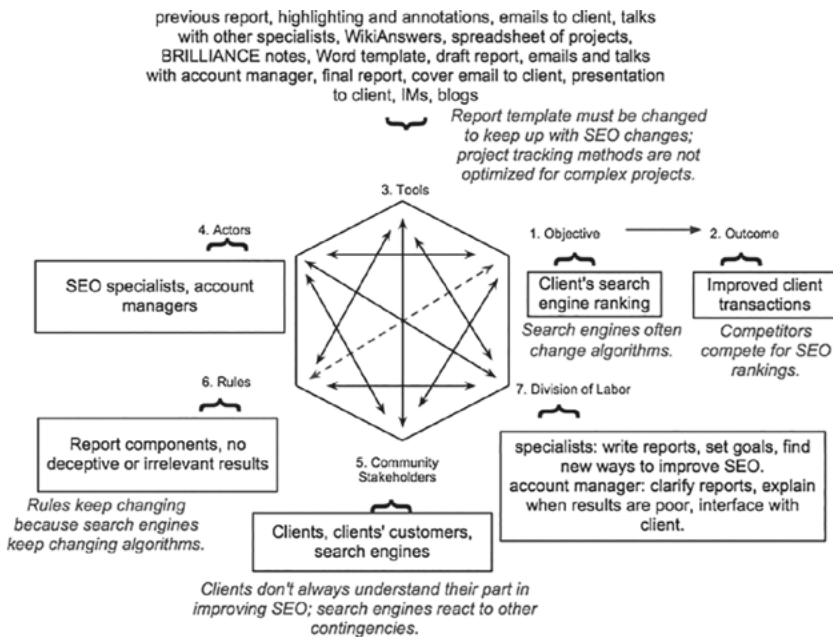 previous report, highlighting and annotations, emails to client, talks
with other specialists, WikiAnswers, spreadsheet of projects,
BRILLIANCE notes, Word template, draft report, emails and talks
with account manager, final report, cover email to client, presentation
to client, IMs, blogs
Report template must be changed
to keep up with SEO changes;
project tracking methods are not
optimized for complex projects.
3. Tools
4. Actors
SEO specialists, account
managers
1. Objective
Client's search
engine ranking
Search engines often
change algorithms.
2. Outcome
Improved client
transactions
Competitors
compete for SEO
rankings.
6. Rules
Report components, no
deceptive or irrelevant results
Rules keep changing
because search engines
keep changing algorithms.
5. Community
Stakeholders
Clients, clients' customers,
search engines
Clients don't always understand their part in
improving SEO; search engines react to other
contingencies.
7. Division of Labor
specialists: write reports, set goals, find
new ways to improve SEO.
account manager: clarify reports, explain
when results are poor, interface with
client.